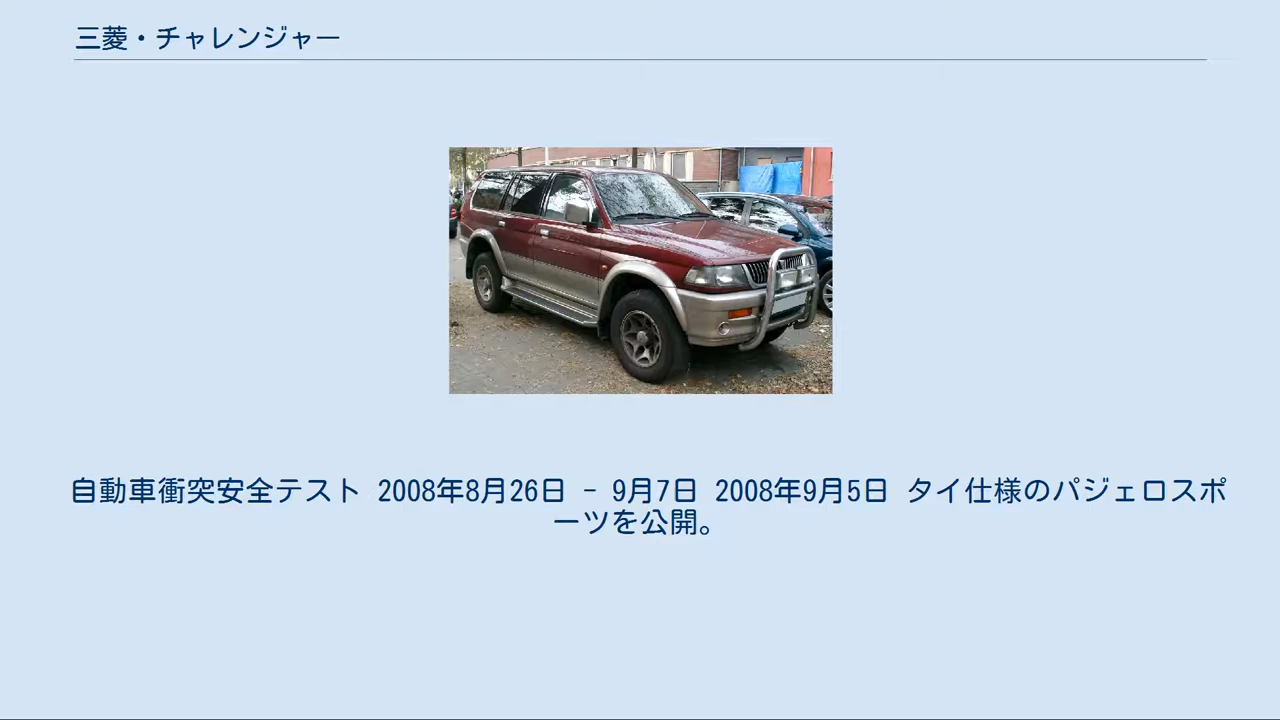 三菱・チャレンジャー
自動車衝突安全テスト 2008年8月26日 - 9月7日 2008年9月5日 タイ仕様のパジェロスポ
ーツを公開。